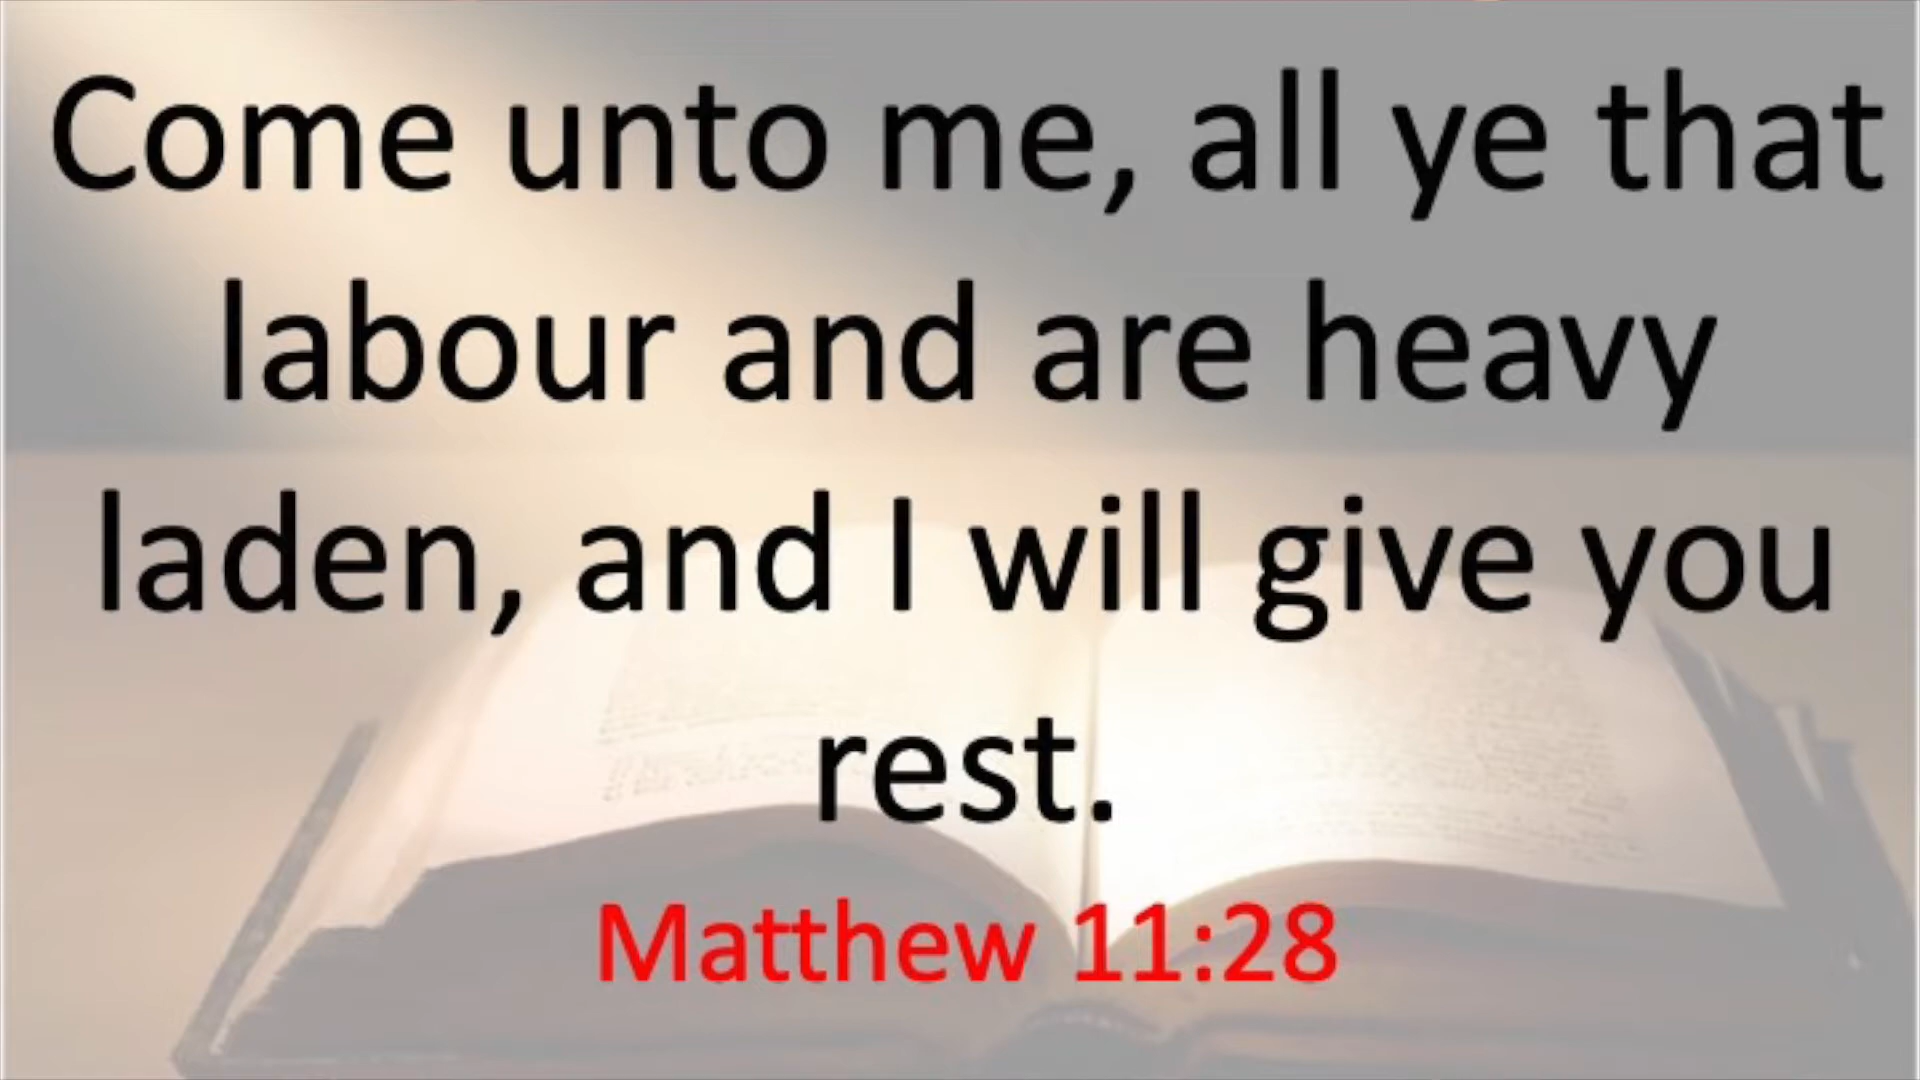 Come unto me, all ye that
labour and are heavy
laden, and I will give you
rest.
Matthew 11:28